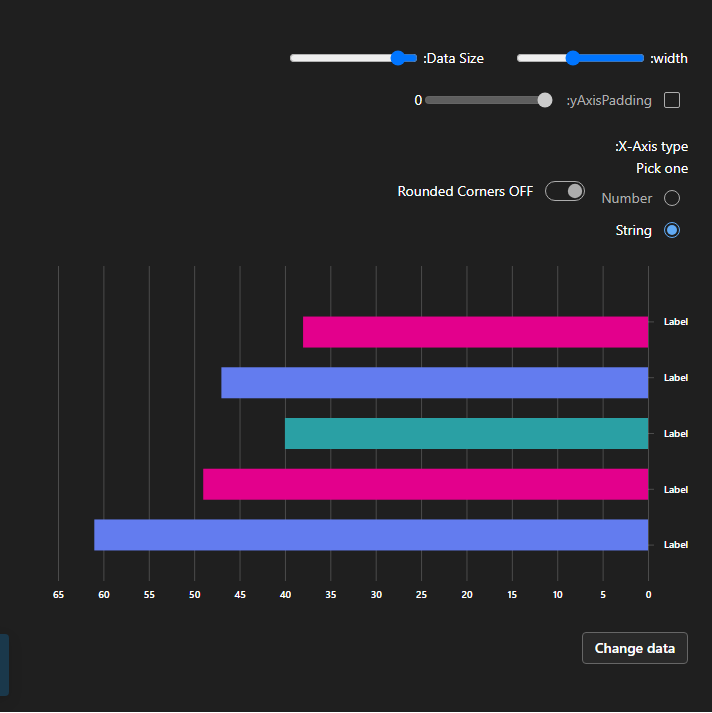 :width
:Data Size
:yAxisPadding
0
:X-Axis type
Pick one
Number
String
Rounded Corners OFF
Label
Label
Label
Label
Label
65 60 55 50 45 40 35 30 25 20 15 10 5 0
Change data